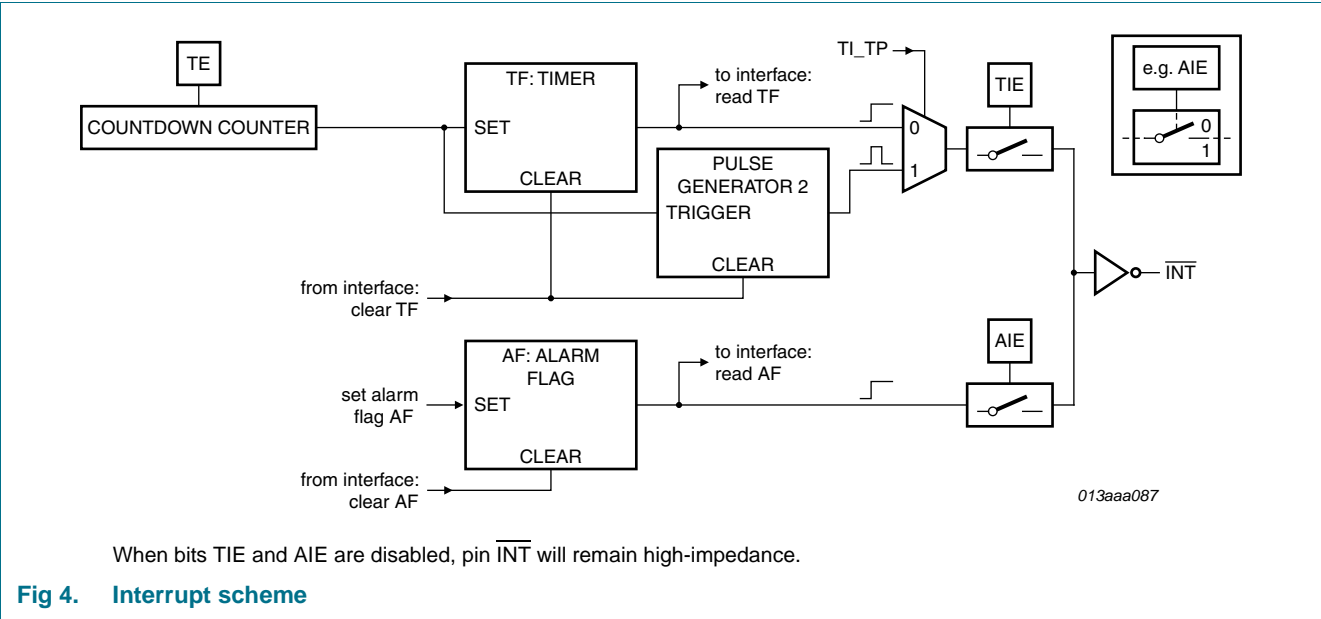 TE
COUNTDOWN COUNTER
TF: TIMER
SET
CLEAR
to interface:
read TF
PULSE
GENERATOR 2
TRIGGER
CLEAR
from interface:
clear TF
TI_TP
0
1
TIE
e.g. AIE
0
1
INT
AF: ALARM
FLAG
SET
CLEAR
set alarm
flag AF
from interface:
clear AF
to interface:
read AF
AIE
013aaa087
When bits TIE and AIE are disabled, pin INT will remain high-impedance.
Fig 4. Interrupt scheme